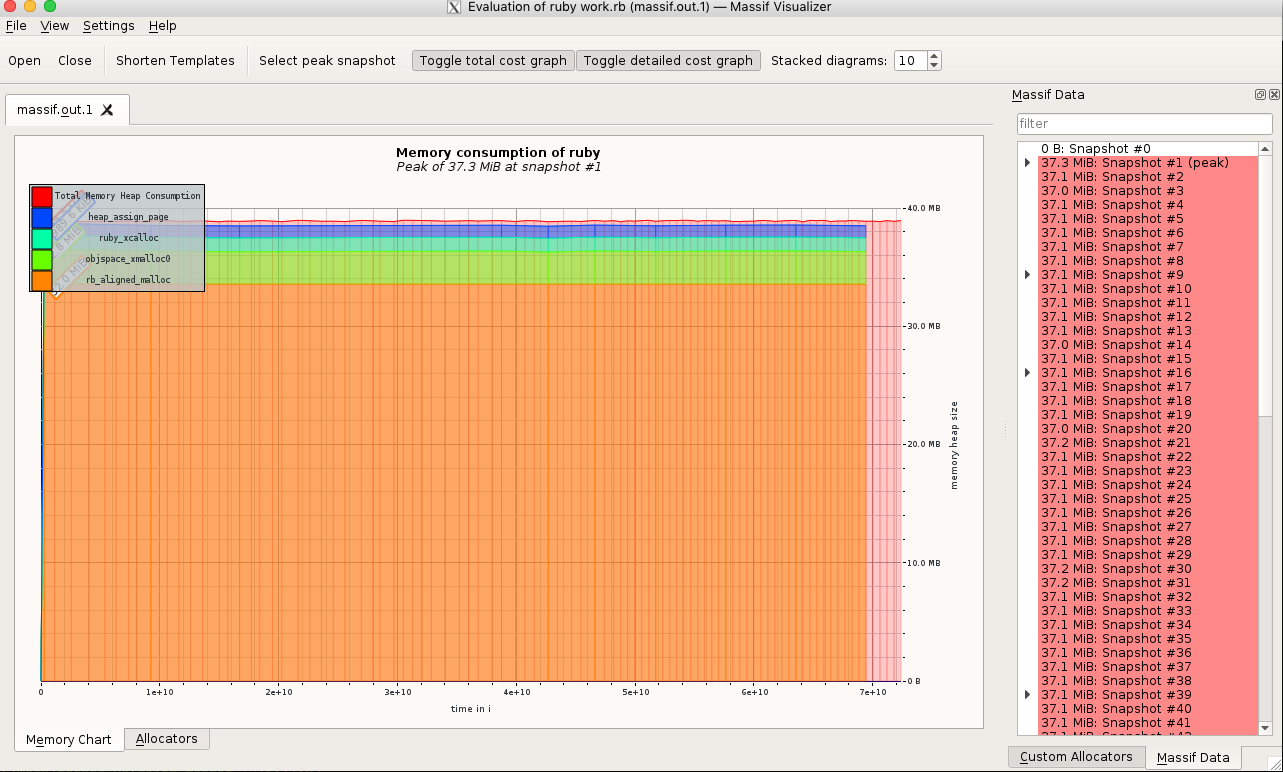 Evaluation of ruby work.rb (massif.out.1) — Massif Visualizer
File View Settings Help
Open Close Shorten Templates Select peak snapshot Toggle total cost graph Toggle detailed cost graph Stacked diagrams: 10
massif.out.1
Memory consumption of ruby
Peak of 37.3 MiB at snapshot #1
Total Memory Heap Consumption
heap_assign_page
ruby_xcalloc
objspace_xmalloc0
rb_aligned_malloc
40.0 MB
30.0 MB
20.0 MB
10.0 MB
0 B
memory heap size
0 1e+10 2e+10 3e+10 4e+10 5e+10 6e+10 7e+10
time in i
Memory Chart Allocators
Massif Data
filter
0 B: Snapshot #0
37.3 MiB: Snapshot #1 (peak)
37.1 MiB: Snapshot #2
37.0 MiB: Snapshot #3
37.1 MiB: Snapshot #4
37.1 MiB: Snapshot #5
37.1 MiB: Snapshot #6
37.1 MiB: Snapshot #7
37.1 MiB: Snapshot #8
37.1 MiB: Snapshot #9
37.1 MiB: Snapshot #10
37.1 MiB: Snapshot #11
37.1 MiB: Snapshot #12
37.1 MiB: Snapshot #13
37.0 MiB: Snapshot #14
37.1 MiB: Snapshot #15
37.1 MiB: Snapshot #16
37.1 MiB: Snapshot #17
37.1 MiB: Snapshot #18
37.1 MiB: Snapshot #19
37.0 MiB: Snapshot #20
37.2 MiB: Snapshot #21
37.1 MiB: Snapshot #22
37.1 MiB: Snapshot #23
37.1 MiB: Snapshot #24
37.1 MiB: Snapshot #25
37.1 MiB: Snapshot #26
37.1 MiB: Snapshot #27
37.1 MiB: Snapshot #28
37.1 MiB: Snapshot #29
37.2 MiB: Snapshot #30
37.2 MiB: Snapshot #31
37.1 MiB: Snapshot #32
37.1 MiB: Snapshot #33
37.1 MiB: Snapshot #34
37.1 MiB: Snapshot #35
37.1 MiB: Snapshot #36
37.1 MiB: Snapshot #37
37.1 MiB: Snapshot #38
37.1 MiB: Snapshot #39
37.1 MiB: Snapshot #40
37.1 MiB: Snapshot #41
Custom Allocators Massif Data